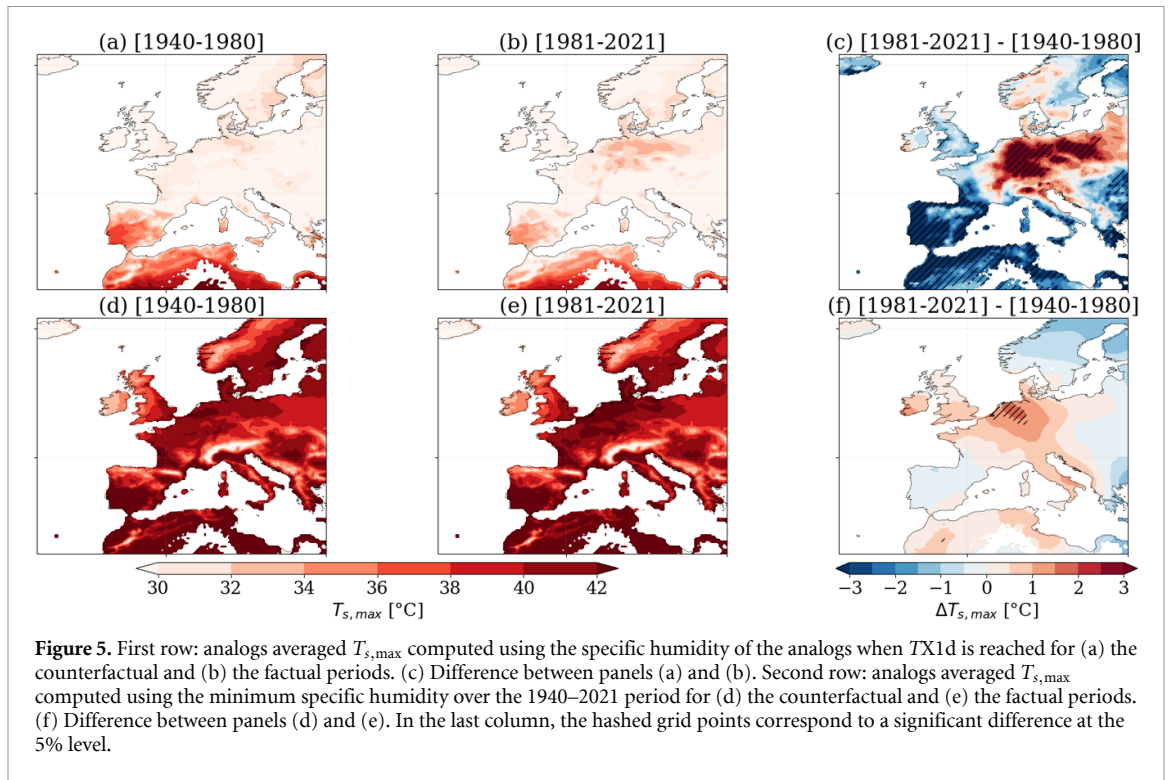 (a) [1940-1980]
(b) [1981-2021]
(c) [1981-2021] - [1940-1980]
(d) [1940-1980]
(e) [1981-2021]
(f) [1981-2021] - [1940-1980]
30 32 34 36 38 40 42
T_{s, max} [°C]
−3 −2 −1 0 1 2 3
ΔT_{s, max} [°C]
Figure 5. First row: analogs averaged T_{s,max} computed using the specific humidity of the analogs when TX1d is reached for (a) the
counterfactual and (b) the factual periods. (c) Difference between panels (a) and (b). Second row: analogs averaged T_{s,max}
computed using the minimum specific humidity over the 1940–2021 period for (d) the counterfactual and (e) the factual periods.
(f) Difference between panels (d) and (e). In the last column, the hashed grid points correspond to a significant difference at the
5% level.